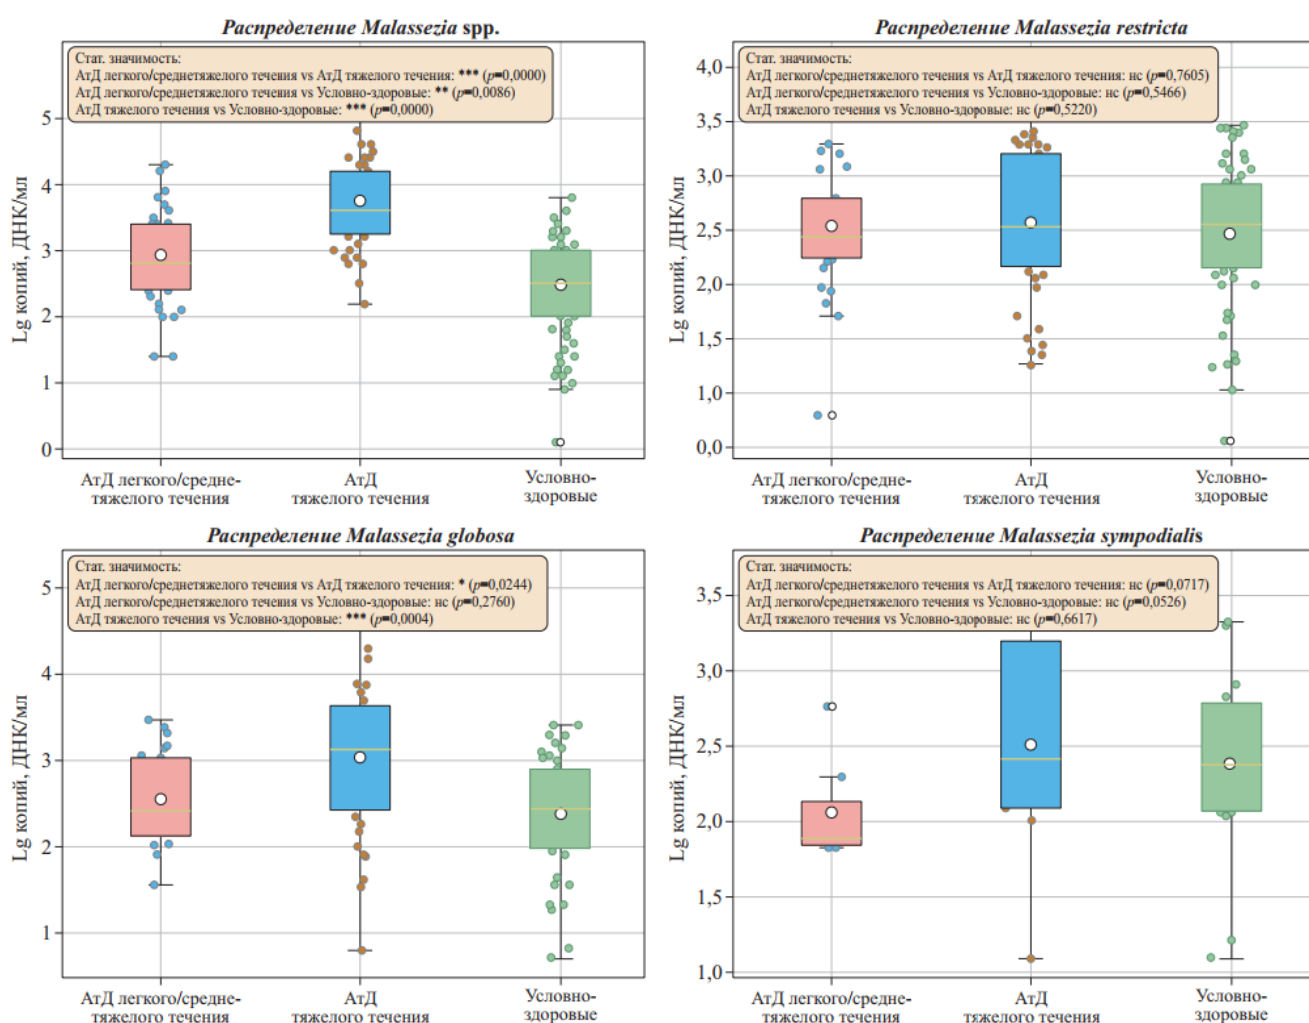 Распределение Malassezia spp.
Стат. значимость:
АтД легкого/среднетяжелого течения vs АтД тяжелого течения: *** (p=0,0000)
АтД легкого/среднетяжелого течения vs Условно-здоровые: ** (p=0,0086)
АтД тяжелого течения vs Условно-здоровые: *** (p=0,0000)
Lg копий, ДНК/мл
5
4
3
2
1
0
АтД легкого/средне-
тяжелого течения
АтД
тяжелого течения
Условно-
здоровые
Распределение Malassezia restricta
Стат. значимость:
АтД легкого/среднетяжелого течения vs АтД тяжелого течения: нс (p=0,7605)
АтД легкого/среднетяжелого течения vs Условно-здоровые: нс (p=0,5466)
АтД тяжелого течения vs Условно-здоровые: нс (p=0,5220)
Lg копий, ДНК/мл
4,0
3,5
3,0
2,5
2,0
1,5
1,0
0,0
АтД легкого/средне-
тяжелого течения
АтД
тяжелого течения
Условно-
здоровые
Распределение Malassezia globosa
Стат. значимость:
АтД легкого/среднетяжелого течения vs АтД тяжелого течения: * (p=0,0244)
АтД легкого/среднетяжелого течения vs Условно-здоровые: нс (p=0,2760)
АтД тяжелого течения vs Условно-здоровые: *** (p=0,0004)
Lg копий, ДНК/мл
5
4
3
2
1
АтД легкого/средне-
тяжелого течения
АтД
тяжелого течения
Условно-
здоровые
Распределение Malassezia sympodialis
Стат. значимость:
АтД легкого/среднетяжелого течения vs АтД тяжелого течения: нс (p=0,0717)
АтД легкого/среднетяжелого течения vs Условно-здоровые: нс (p=0,0526)
АтД тяжелого течения vs Условно-здоровые: нс (p=0,6617)
Lg копий, ДНК/мл
3,5
3,0
2,5
2,0
1,5
1,0
АтД легкого/средне-
тяжелого течения
АтД
тяжелого течения
Условно-
здоровые